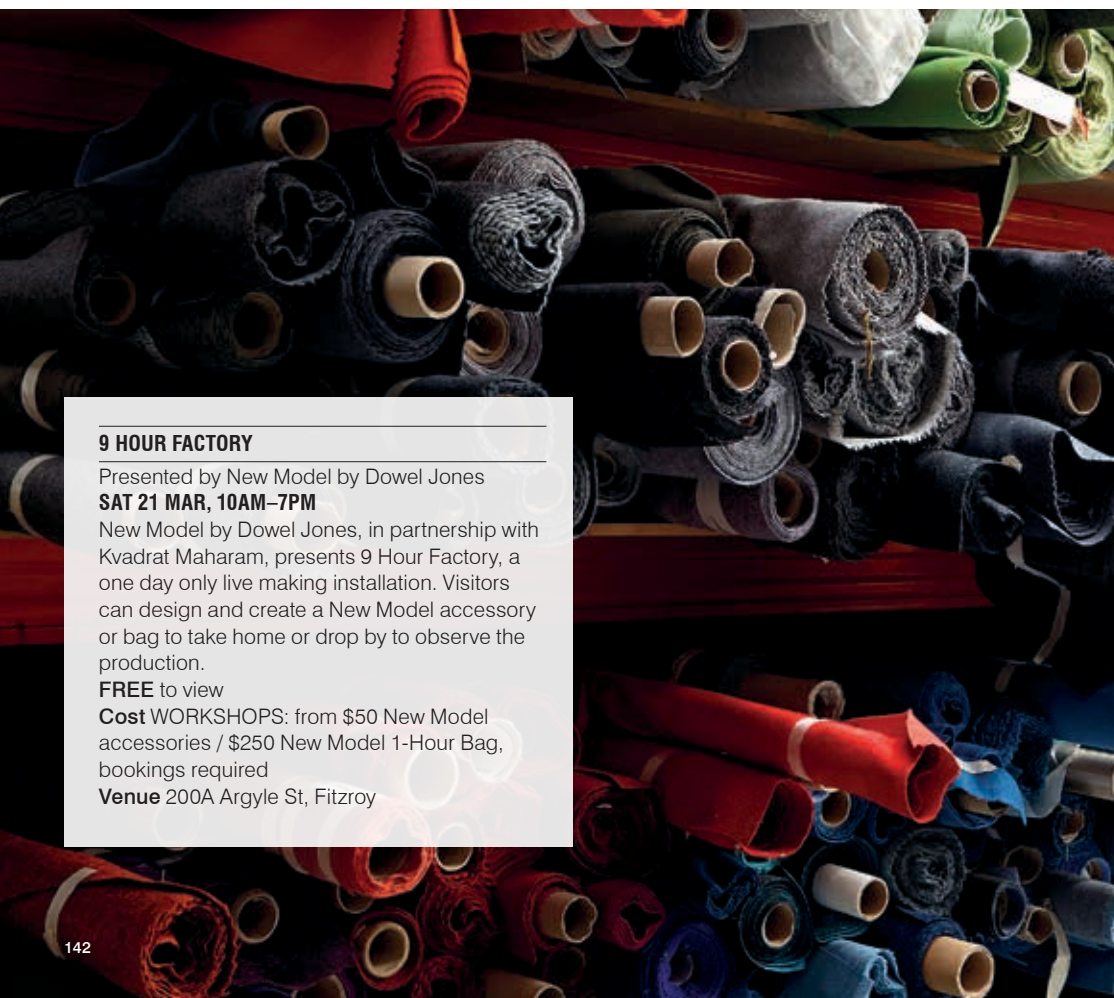 9 HOUR FACTORY
Presented by New Model by Dowel Jones
SAT 21 MAR, 10AM–7PM
New Model by Dowel Jones, in partnership with
Kvadrat Maharam, presents 9 Hour Factory, a
one day only live making installation. Visitors
can design and create a New Model accessory
or bag to take home or drop by to observe the
production.
FREE to view
Cost WORKSHOPS: from $50 New Model
accessories / $250 New Model 1-Hour Bag,
bookings required
Venue 200A Argyle St, Fitzroy
142